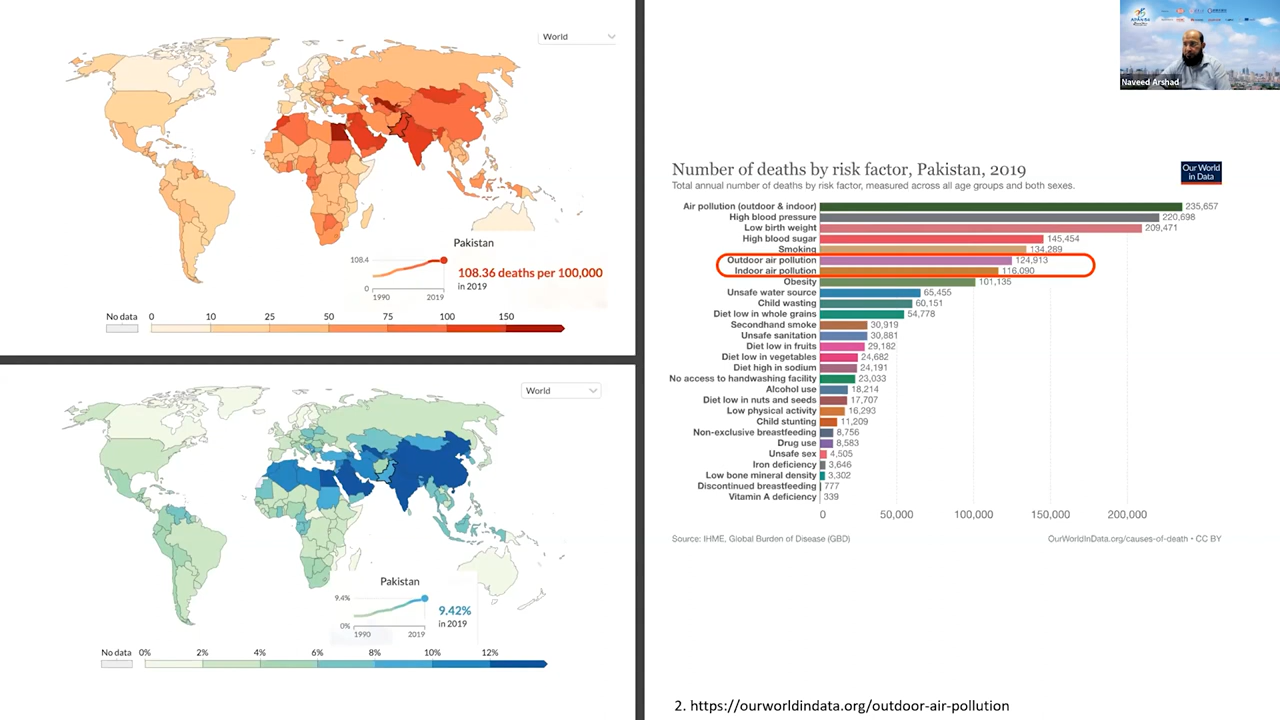 World
Pakistan
108.4
0
1990
2019
108.36 deaths per 100,000
in 2019
No data
0
10
25
50
75
100
150
World
Pakistan
9.4%
0%
1990
2019
9.42%
in 2019
No data
0%
2%
4%
6%
8%
10%
12%
Naveed Arshad
Number of deaths by risk factor, Pakistan, 2019
Total annual number of deaths by risk factor, measured across all age groups and both sexes.
Our World
in Data
Air pollution (outdoor & indoor) 235,657
High blood pressure 220,698
Low birth weight 209,471
High blood sugar 145,454
Smoking 134,289
Outdoor air pollution 124,913
Indoor air pollution 116,090
Obesity 101,135
Unsafe water source 65,455
Child wasting 60,151
Diet low in whole grains 54,778
Secondhand smoke 30,919
Unsafe sanitation 30,881
Diet low in fruits 29,182
Diet low in vegetables 24,682
Diet high in sodium 24,191
No access to handwashing facility 23,033
Alcohol use 18,214
Diet low in nuts and seeds 17,707
Low physical activity 16,293
Child stunting 11,209
Non-exclusive breastfeeding 8,756
Drug use 8,583
Unsafe sex 4,505
Iron deficiency 3,646
Low bone mineral density 3,302
Discontinued breastfeeding 777
Vitamin A deficiency 339
0 50,000 100,000 150,000 200,000
Source: IHME, Global Burden of Disease (GBD)
OurWorldInData.org/causes-of-death • CC BY
2. https://ourworldindata.org/outdoor-air-pollution